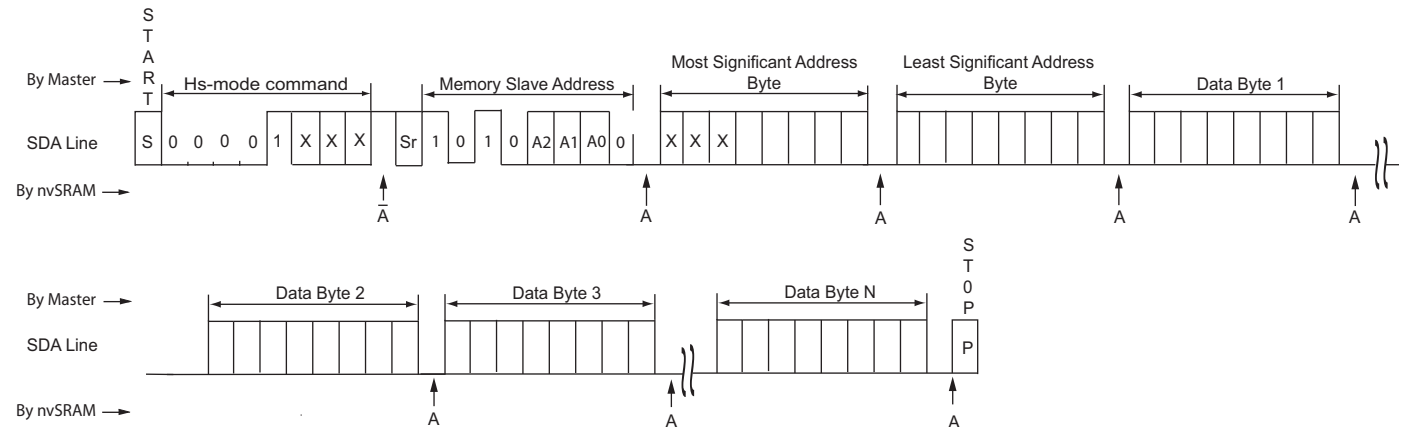 START
Most Significant Address Byte
Least Significant Address Byte
By Master
Hs-mode command
Memory Slave Address
Data Byte 1
SDA Line
S 0 0 0 0 1 X X X Sr 1 0 1 0 A2 A1 A0 0 X X X
By nvSRAM
A̅ A A A A
STOP
By Master
Data Byte 2
Data Byte 3
Data Byte N
SDA Line
P
By nvSRAM
A A A